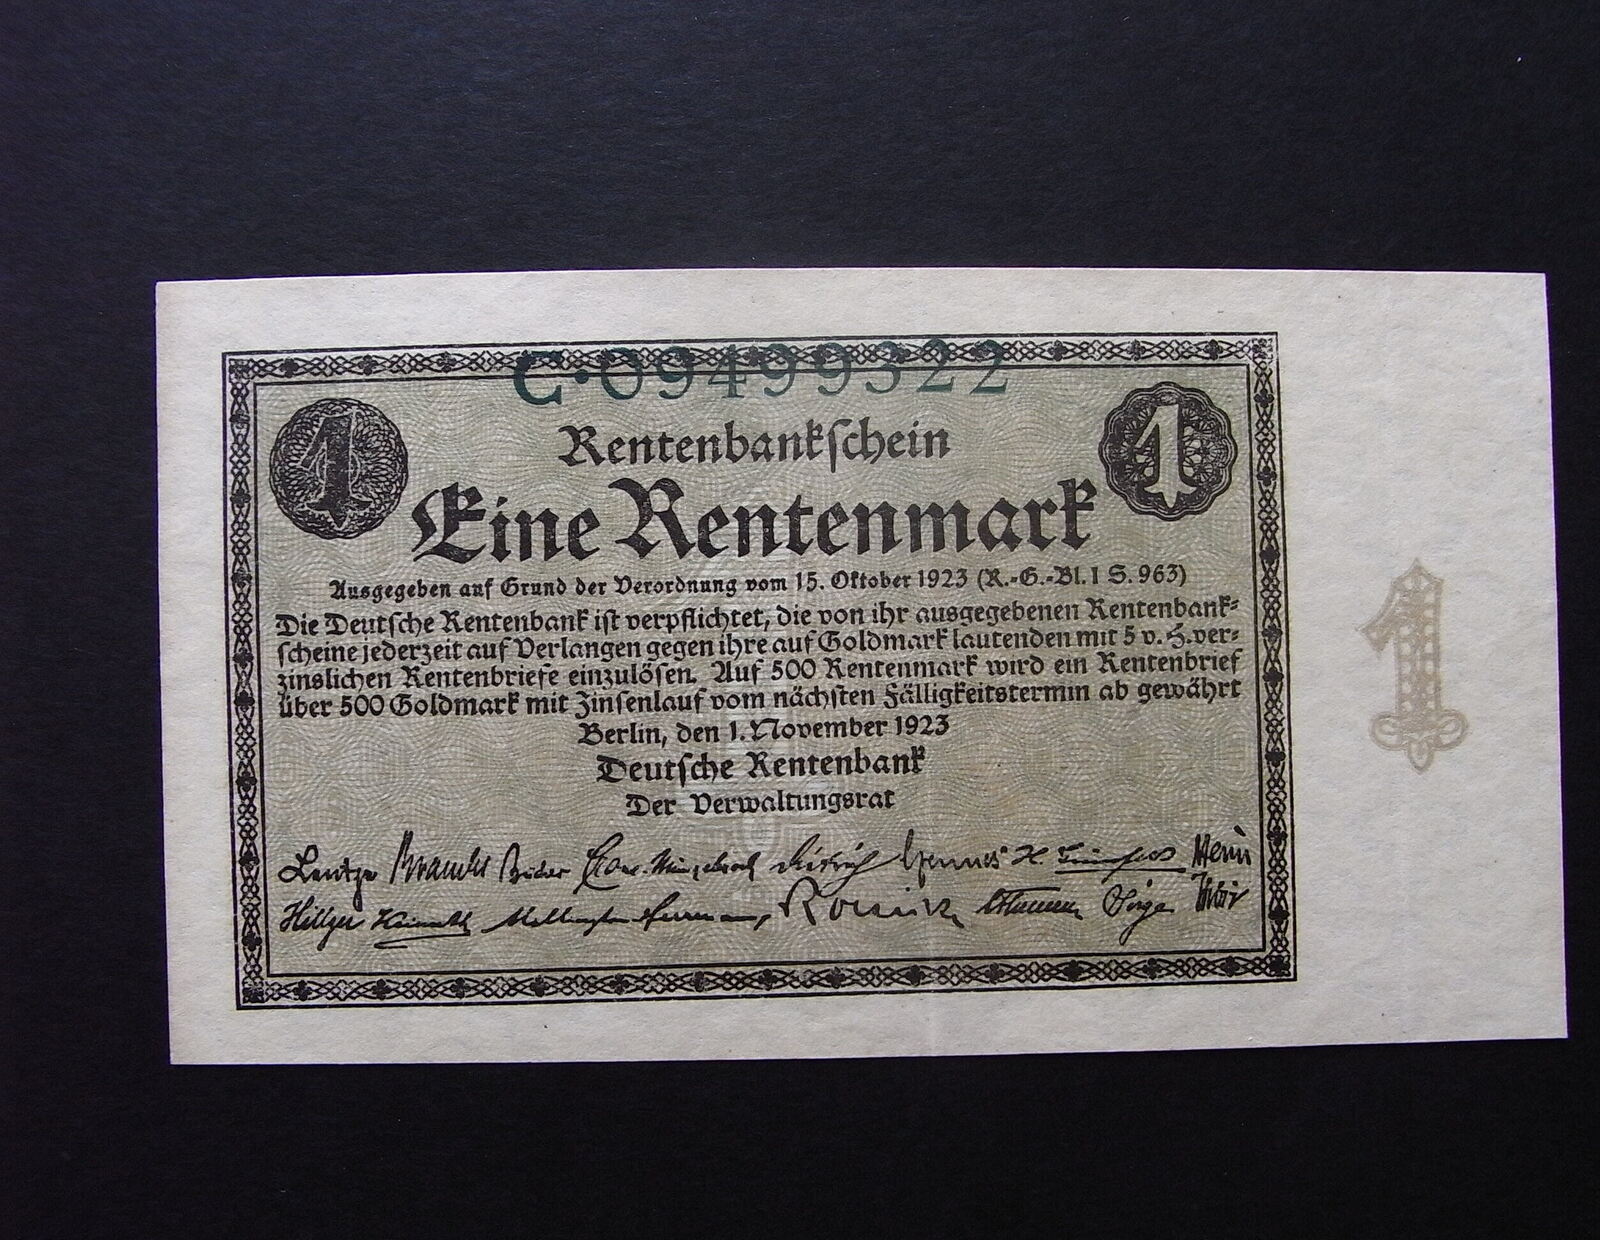 C·09499322
1 1
Rentenbankschein
Eine Rentenmark
Ausgegeben auf Grund der Verordnung vom 15. Oktober 1923 (R.-G.-Bl. I S. 963)
Die Deutsche Rentenbank ist verpflichtet, die von ihr ausgegebenen Rentenbank-
scheine jederzeit auf Verlangen gegen ihre auf Goldmark lautenden mit 5 v. H. ver-
zinslichen Rentenbriefe einzulösen. Auf 500 Rentenmark wird ein Rentenbrief
über 500 Goldmark mit Zinsenlauf vom nächsten Fälligkeitstermin ab gewährt
Berlin, den 1. November 1923
Deutsche Rentenbank
Der Verwaltungsrat
Lentze
Hillger
1